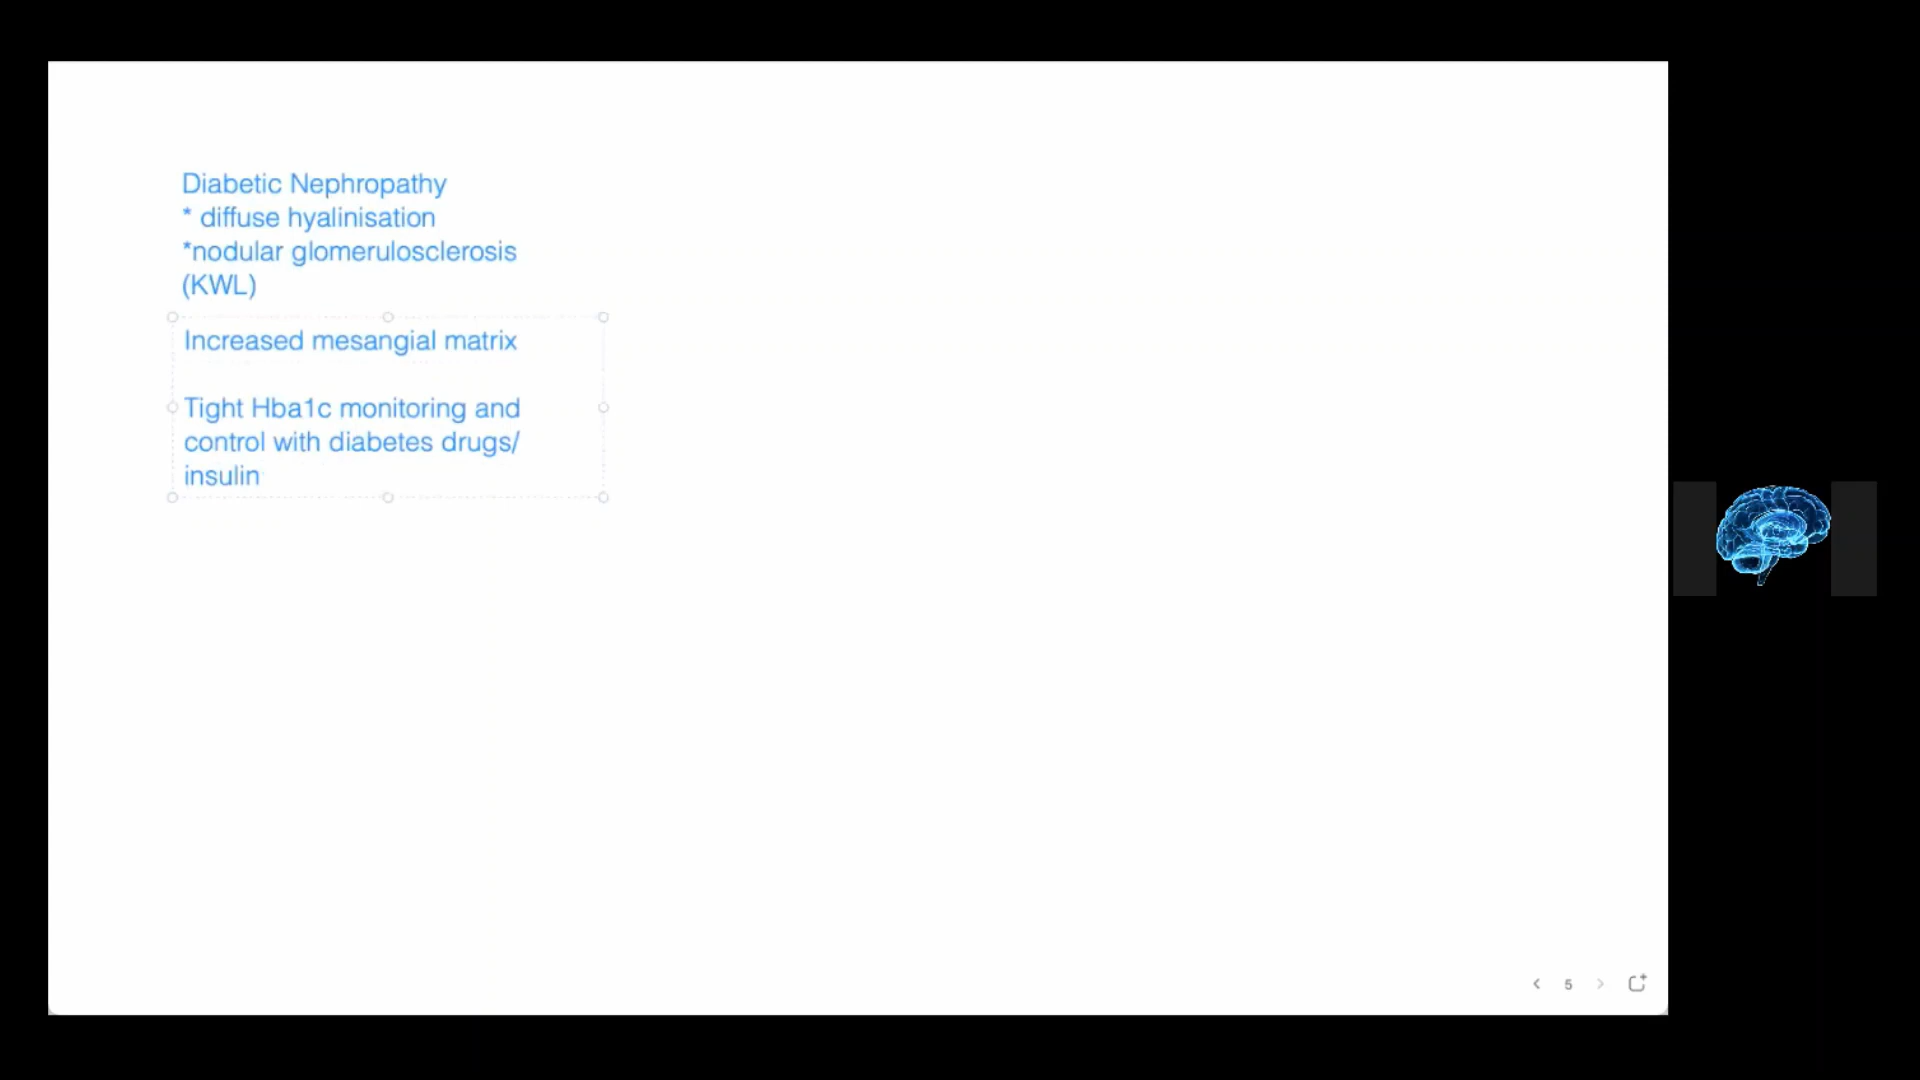 Diabetic Nephropathy
* diffuse hyalinisation
*nodular glomerulosclerosis
(KWL)
Increased mesangial matrix
Tight Hba1c monitoring and
control with diabetes drugs/
insulin
5